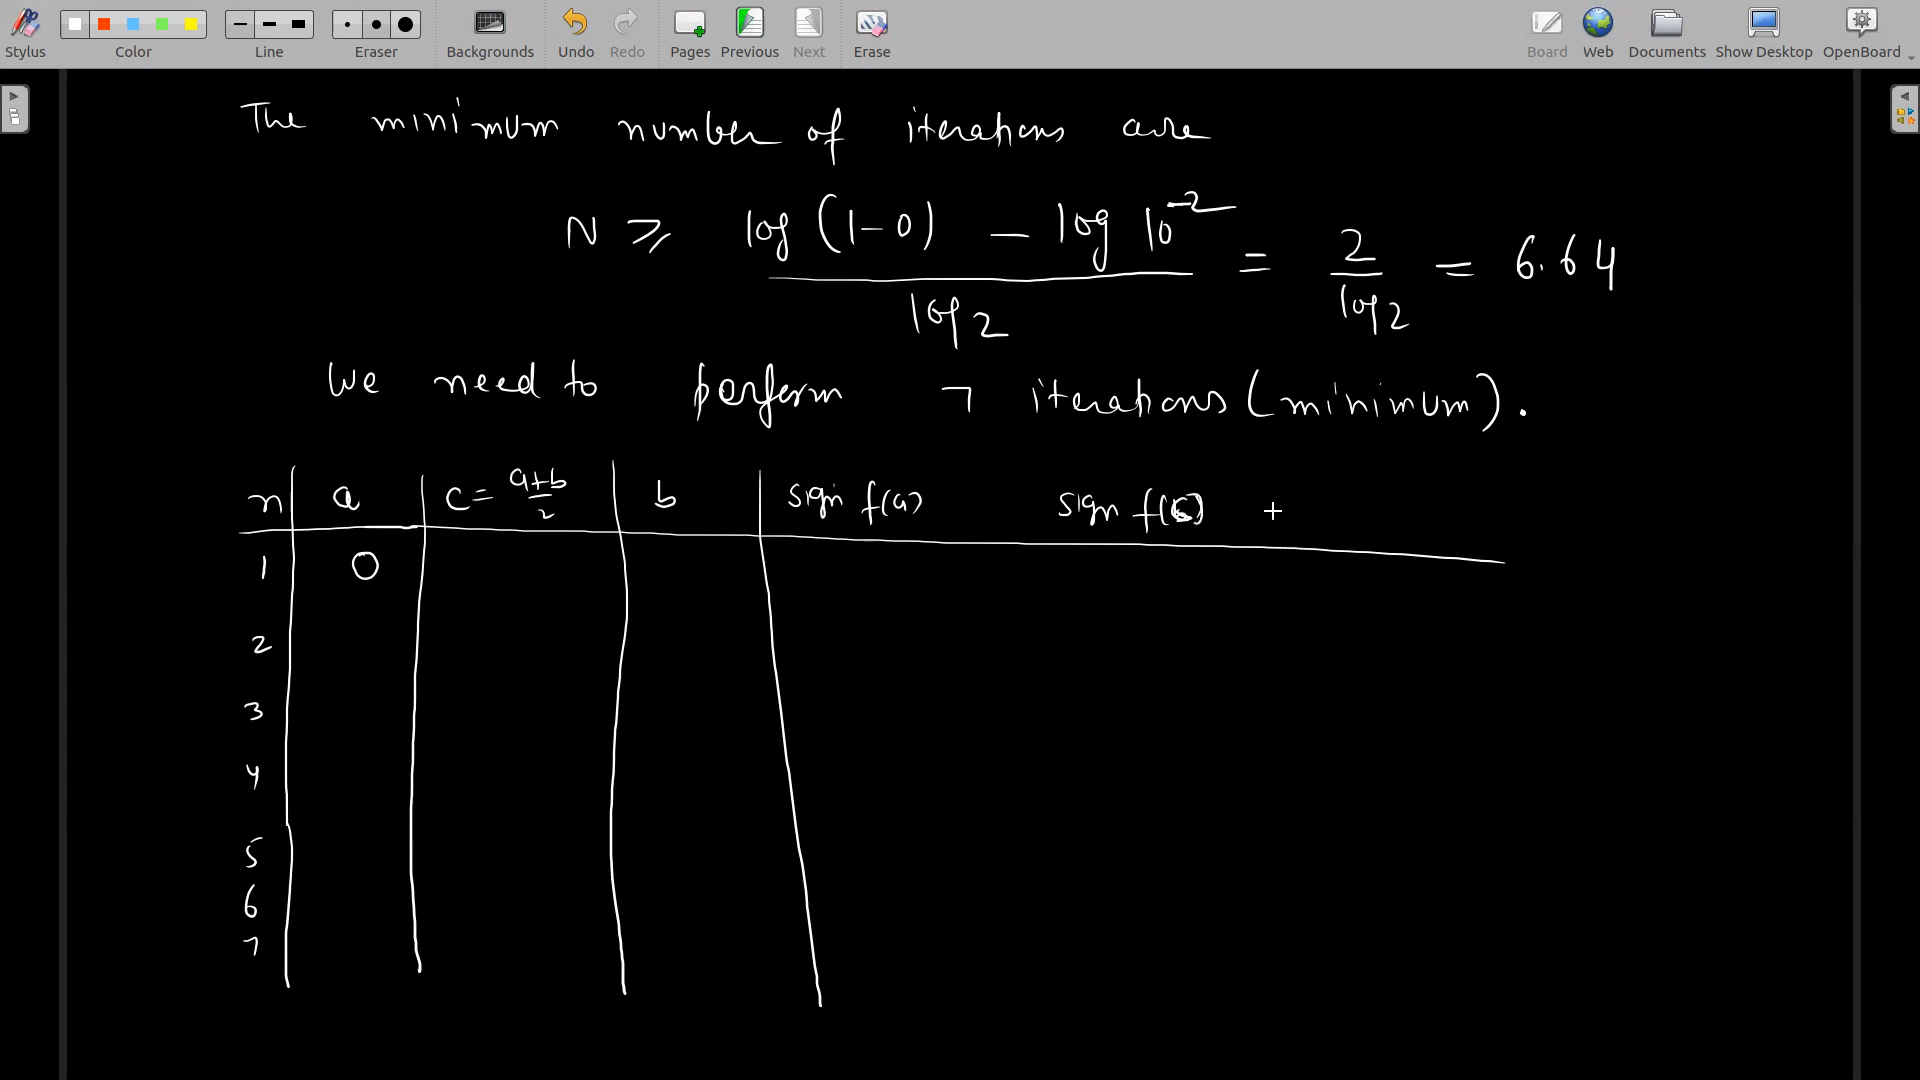 Stylus Color Line Eraser Backgrounds Undo Redo Pages Previous Next Erase Board Web Documents Show Desktop OpenBoard
The minimum number of iterations are
N ⩾ (log (1-0) - log 10^-2) / log 2 = 2 / log 2 = 6.64
We need to perform 7 iterations (minimum).
n a c = (a+b)/2 b sign f(a) sign f(c)
1 0
2
3
4
5
6
7